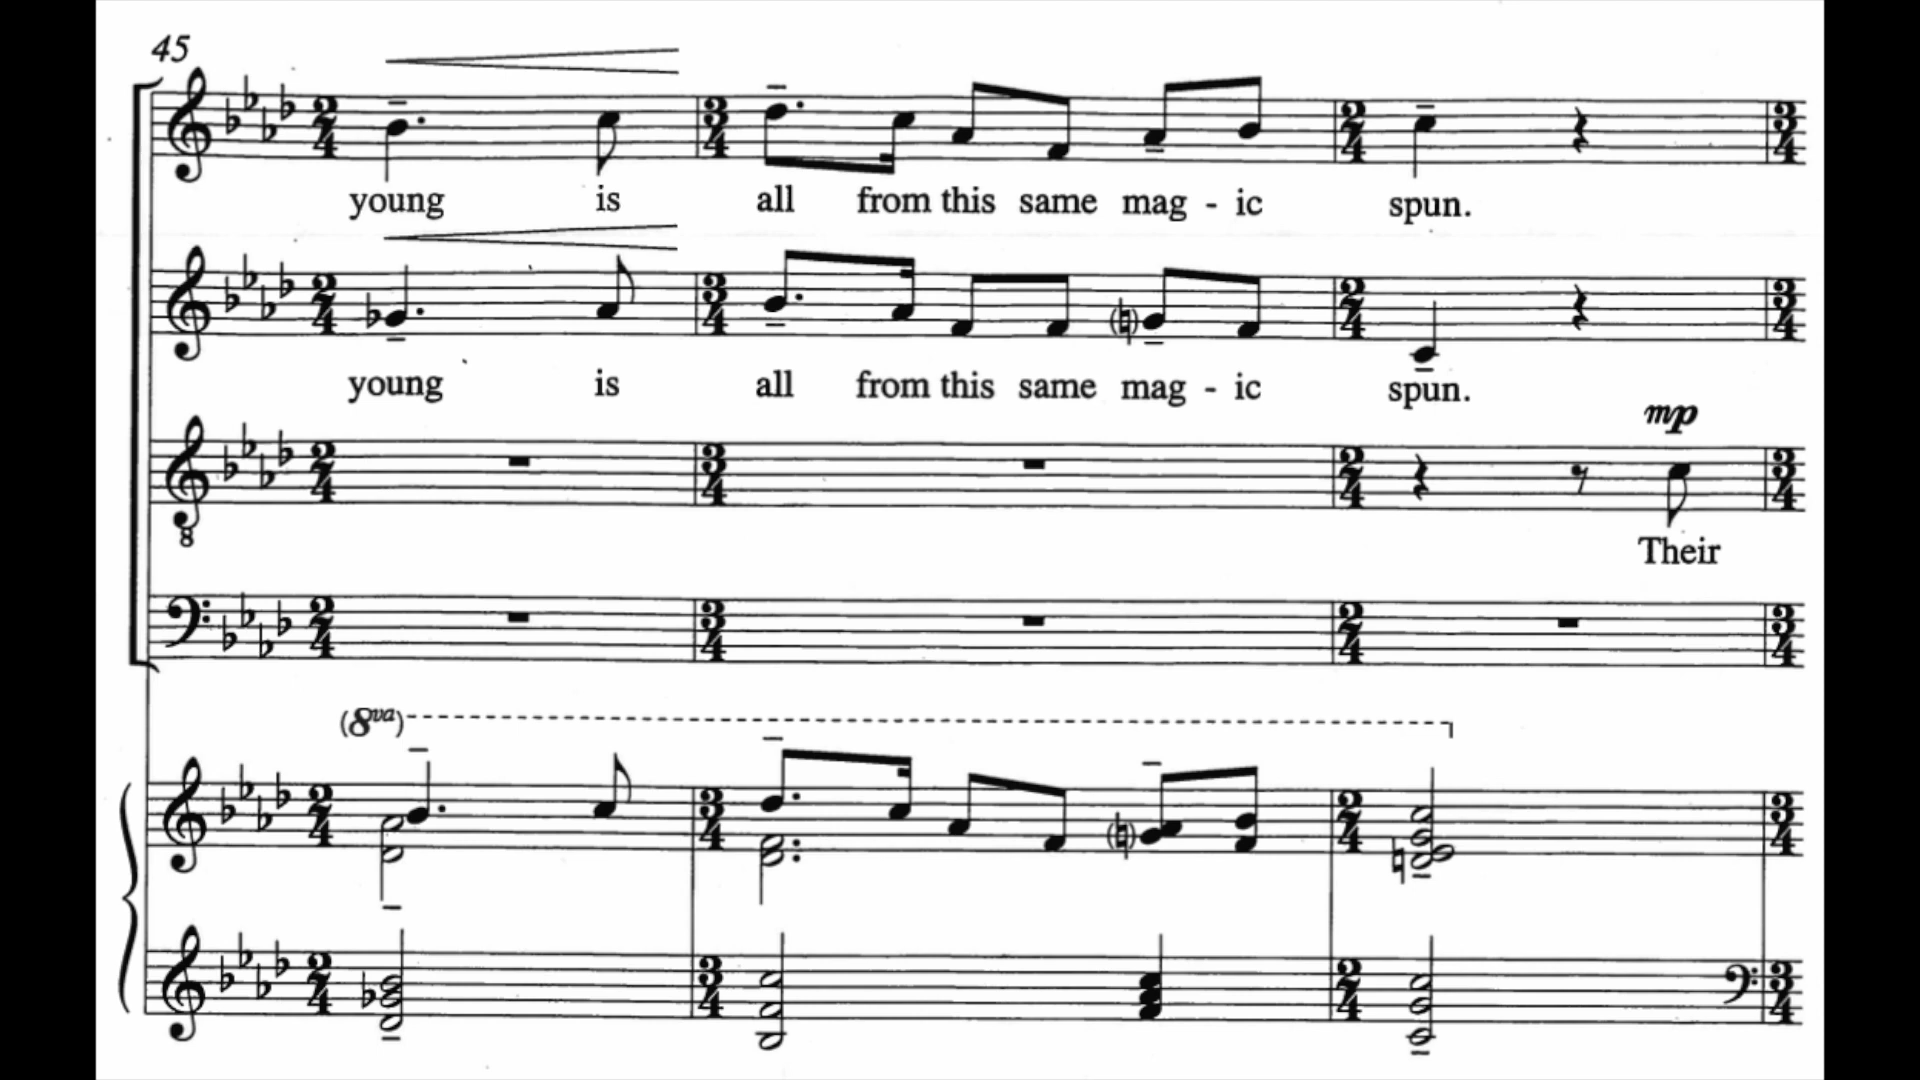 45
young is all from this same mag - ic spun.
young is all from this same mag - ic spun.
mp
8
Their
(8va)